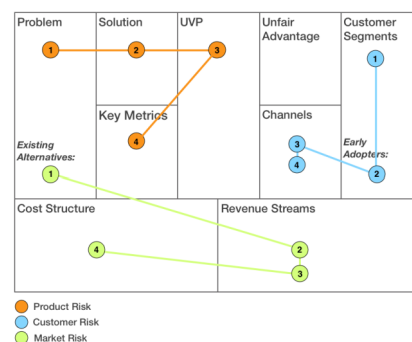 Problem
Solution
UVP
Unfair
Advantage
Customer
Segments
1
2
3
1
Key Metrics
4
Channels
3
4
Existing
Alternatives:
1
Early
Adopters:
2
Cost Structure
4
Revenue Streams
2
3
Product Risk
Customer Risk
Market Risk